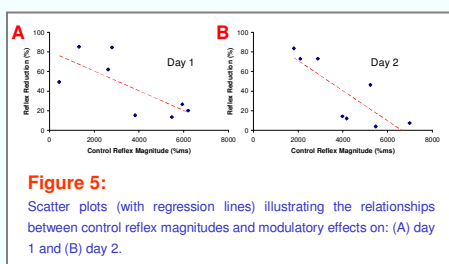 A
B
100
80
60
40
20
0
Reflex Reduction (%)
Day 1
0 2000 4000 6000 8000
Control Reflex Magnitude (%ms)
100
80
60
40
20
0
Reflex Reduction (%)
Day 2
0 2000 4000 6000 8000
Control Reflex Magnitude (%ms)
Figure 5:
Scatter plots (with regression lines) illustrating the relationships
between control reflex magnitudes and modulatory effects on: (A) day
1 and (B) day 2.